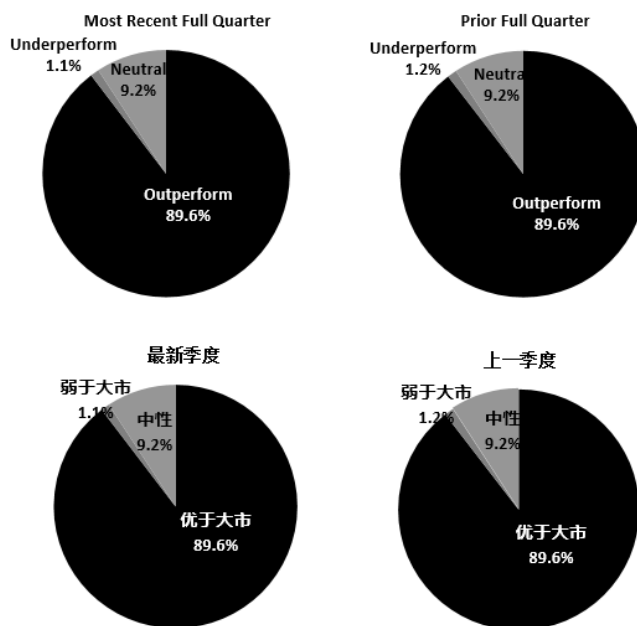 Most Recent Full Quarter
Underperform
1.1%
Neutral
9.2%
Outperform
89.6%
Prior Full Quarter
Underperform
1.2%
Neutral
9.2%
Outperform
89.6%
最新季度
弱于大市
1.1%
中性
9.2%
优于大市
89.6%
上一季度
弱于大市
1.2%
中性
9.2%
优于大市
89.6%